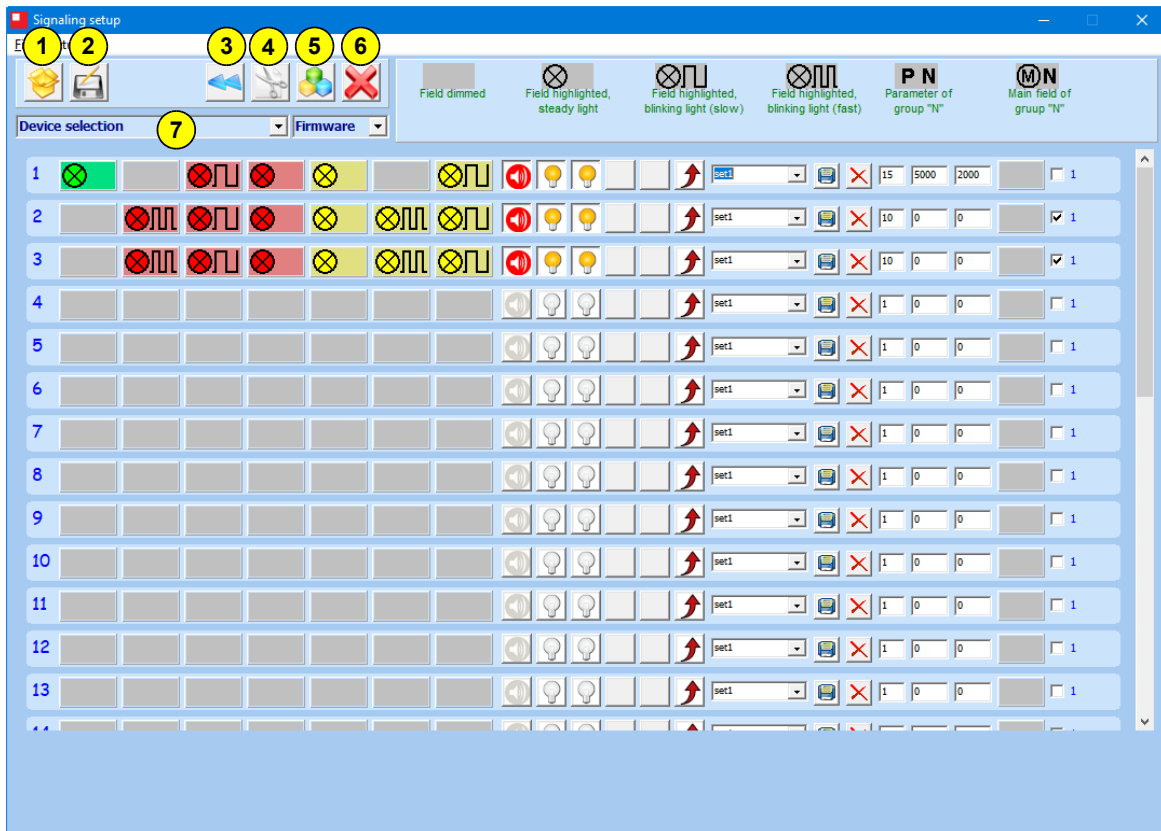 Signaling setup
1 2 3 4 5 6
Field dimmed
Field highlighted,
steady light
Field highlighted,
blinking light (slow)
Field highlighted,
blinking light (fast)
P N
Parameter of
group "N"
M N
Main field of
gruup "N"
Device selection 7 Firmware
1 set1 15 5000 2000 1
2 set1 10 0 0 1
3 set1 10 0 0 1
4 set1 1 0 0 1
5 set1 1 0 0 1
6 set1 1 0 0 1
7 set1 1 0 0 1
8 set1 1 0 0 1
9 set1 1 0 0 1
10 set1 1 0 0 1
11 set1 1 0 0 1
12 set1 1 0 0 1
13 set1 1 0 0 1